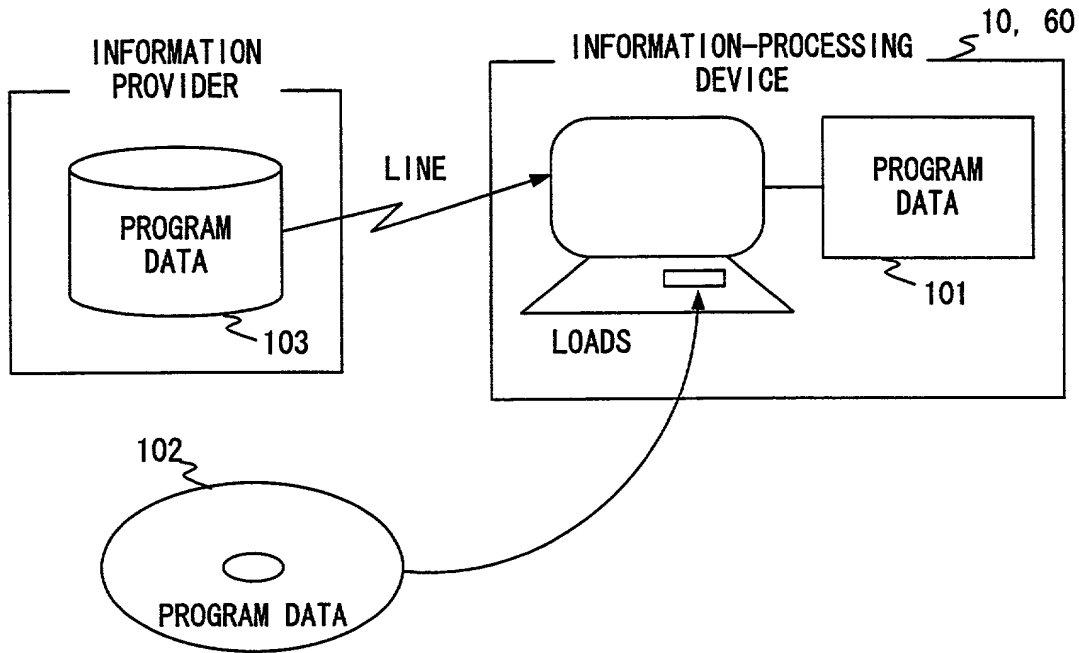 INFORMATION
PROVIDER
PROGRAM
DATA
103
LINE
10, 60
INFORMATION-PROCESSING
DEVICE
PROGRAM
DATA
101
LOADS
102
PROGRAM DATA